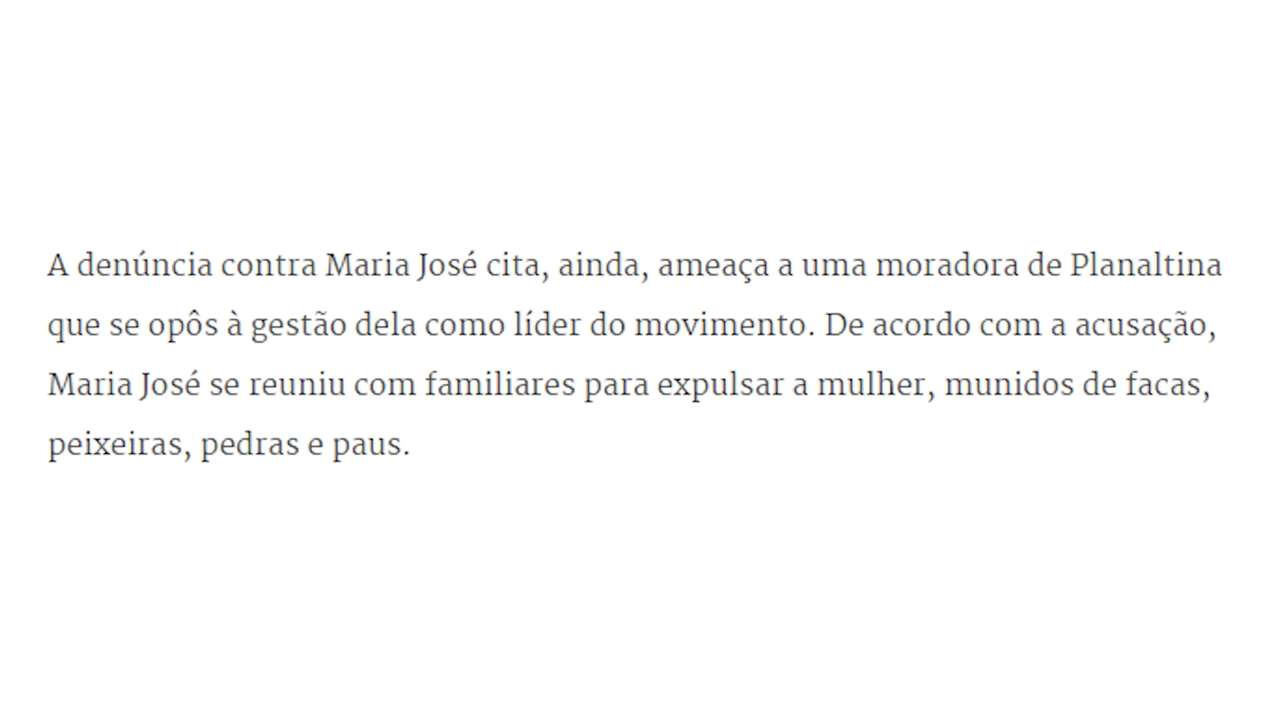 A denúncia contra Maria José cita, ainda, ameaça a uma moradora de Planaltina
que se opôs à gestão dela como líder do movimento. De acordo com a acusação,
Maria José se reuniu com familiares para expulsar a mulher, munidos de facas,
peixeiras, pedras e paus.